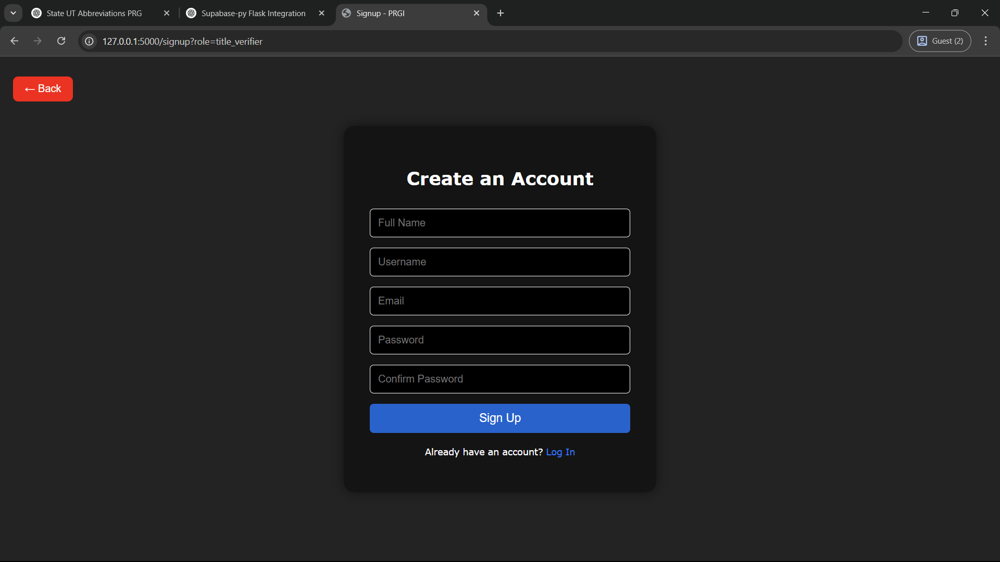 State UT Abbreviations PRG
Supabase-py Flask Integration
Signup - PRGI
127.0.0.1:5000/signup?role=title_verifier
Guest (2)
← Back
Create an Account
Full Name
Username
Email
Password
Confirm Password
Sign Up
Already have an account? Log In